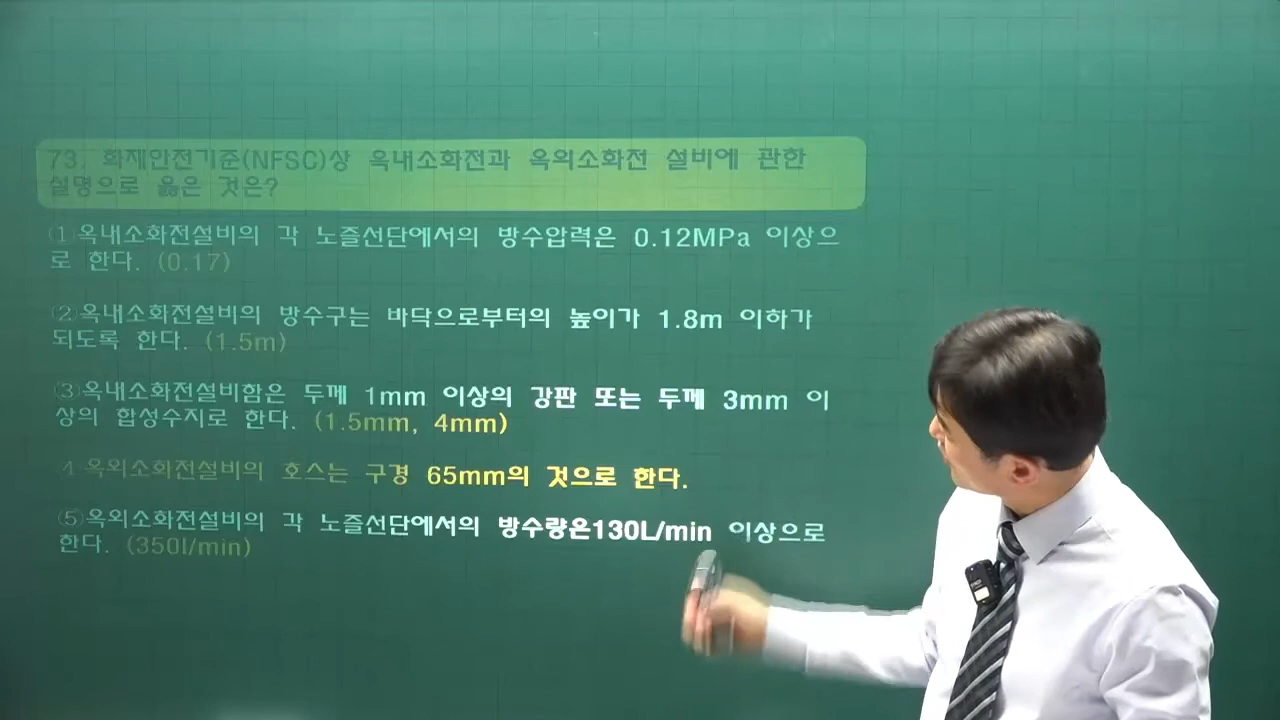 73. 화재안전기준(NFSC)상 옥내소화전과 옥외소화전 설비에 관한
설명으로 옳은 것은?
①옥내소화전설비의 각 노즐선단에서의 방수압력은 0.12MPa 이상으
로 한다. (0.17)
②옥내소화전설비의 방수구는 바닥으로부터의 높이가 1.8m 이하가
되도록 한다. (1.5m)
③옥내소화전설비함은 두께 1mm 이상의 강판 또는 두께 3mm 이
상의 합성수지로 한다. (1.5mm, 4mm)
④옥외소화전설비의 호스는 구경 65mm의 것으로 한다.
⑤옥외소화전설비의 각 노즐선단에서의 방수량은130L/min 이상으로
한다. (350l/min)